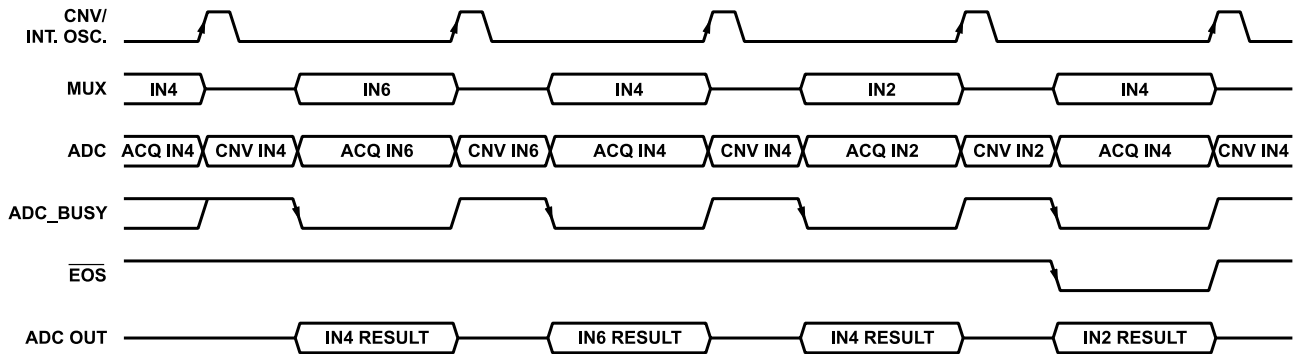 CNV/
INT. OSC.
MUX IN4 IN6 IN4 IN2 IN4
ADC ACQ IN4 CNV IN4 ACQ IN6 CNV IN6 ACQ IN4 CNV IN4 ACQ IN2 CNV IN2 ACQ IN4 CNV IN4
ADC_BUSY
EOS
ADC OUT IN4 RESULT IN6 RESULT IN4 RESULT IN2 RESULT